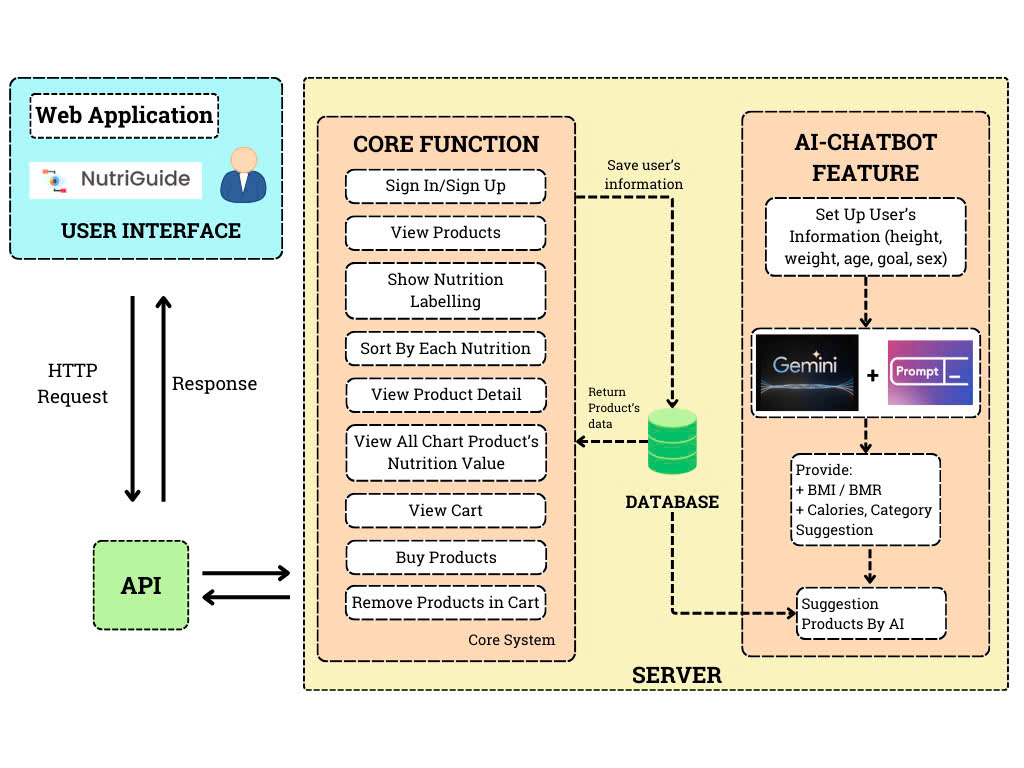 Web Application
NutriGuide
USER INTERFACE
HTTP
Request
Response
API
CORE FUNCTION
Sign In/Sign Up
View Products
Show Nutrition
Labelling
Sort By Each Nutrition
View Product Detail
View All Chart Product's
Nutrition Value
View Cart
Buy Products
Remove Products in Cart
Core System
Save user's
information
Return
Product's
data
DATABASE
AI-CHATBOT
FEATURE
Set Up User's
Information (height,
weight, age, goal, sex)
Gemini
+
Prompt
Provide:
+ BMI / BMR
+ Calories, Category
Suggestion
Suggestion
Products By AI
SERVER